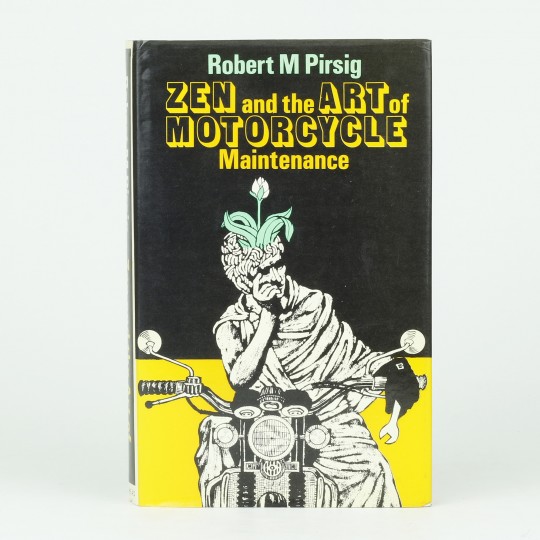 Robert M Pirsig
ZEN and the ART of
MOTORCYCLE
Maintenance